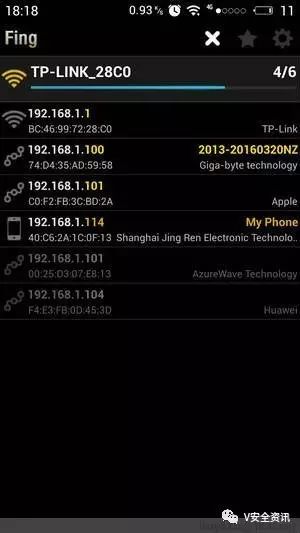 18:18 0.93 K/s 4G 11
Fing
TP-LINK_28C0 4/6
192.168.1.1
BC:46:99:72:28:C0 TP-Link
192.168.1.100 2013-20160320NZ
74:D4:35:AD:59:58 Giga-byte technology
192.168.1.101
C0:F2:FB:3C:BD:2A Apple
192.168.1.114 My Phone
40:C6:2A:1C:0F:13 Shanghai Jing Ren Electronic Technolo..
192.168.1.101
00:25:D3:07:E8:13 AzureWave Technology
192.168.1.104
F4:E3:FB:0D:45:3D Huawei
V安全资讯